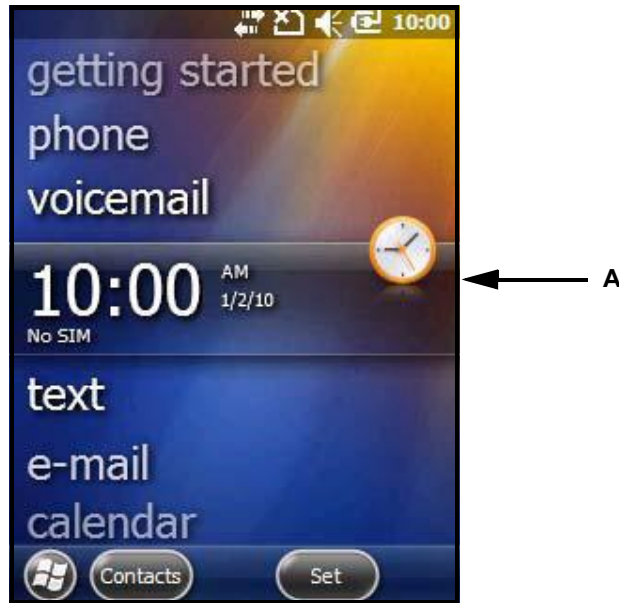 10:00
getting started
phone
voicemail
10:00 AM
1/2/10
No SIM
A
text
e-mail
calendar
Contacts Set